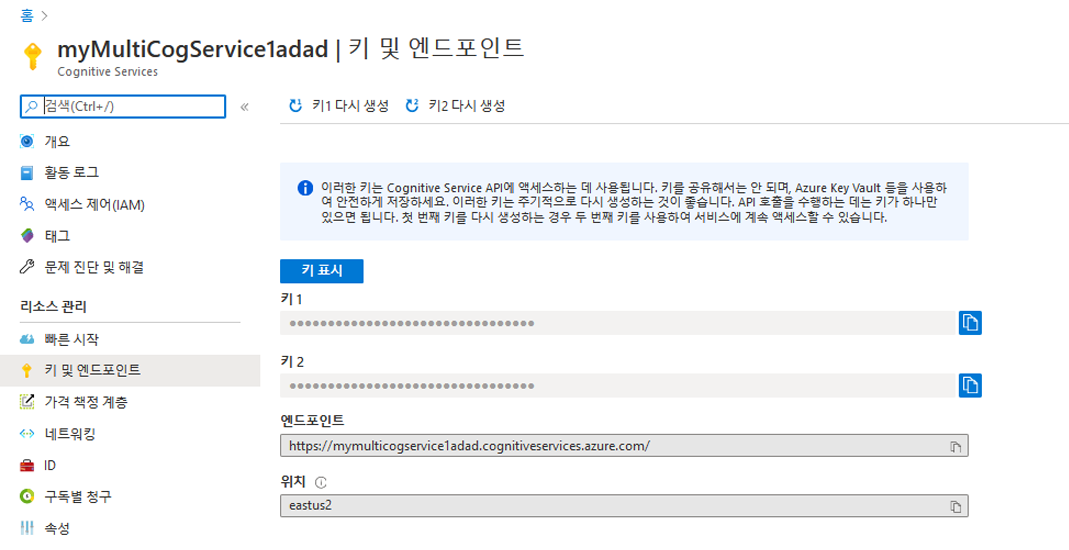 홈 >
myMultiCogService1adad | 키 및 엔드포인트
Cognitive Services
검색(Ctrl+/)
«
키1 다시 생성
키2 다시 생성
개요
활동 로그
액세스 제어(IAM)
태그
문제 진단 및 해결
리소스 관리
빠른 시작
키 및 엔드포인트
가격 책정 계층
네트워킹
ID
구독별 청구
속성
이러한 키는 Cognitive Service API에 액세스하는 데 사용됩니다. 키를 공유해서는 안 되며, Azure Key Vault 등을 사용하
여 안전하게 저장하세요. 이러한 키는 주기적으로 다시 생성하는 것이 좋습니다. API 호출을 수행하는 데는 키가 하나만
있으면 됩니다. 첫 번째 키를 다시 생성하는 경우 두 번째 키를 사용하여 서비스에 계속 액세스할 수 있습니다.
키 표시
키 1
키 2
엔드포인트
https://mymulticogservice1adad.cognitiveservices.azure.com/
위치
eastus2